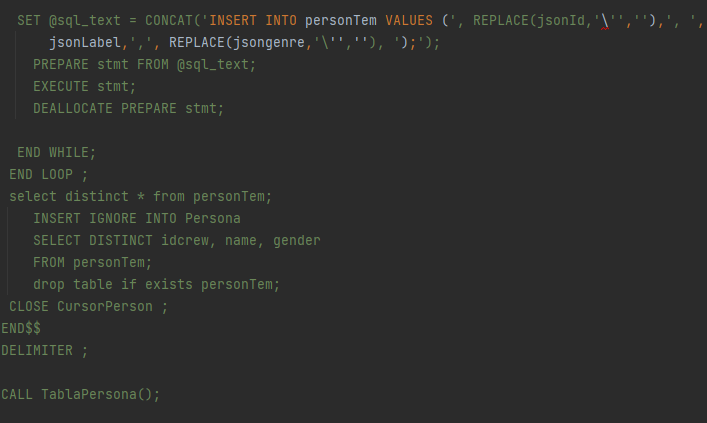 SET @sql_text = CONCAT('INSERT INTO personTem VALUES (', REPLACE(jsonId,'\'',''),', ',
jsonLabel,',', REPLACE(jsongenre,'\'',''), ');');
PREPARE stmt FROM @sql_text;
EXECUTE stmt;
DEALLOCATE PREPARE stmt;
END WHILE;
END LOOP ;
select distinct * from personTem;
INSERT IGNORE INTO Persona
SELECT DISTINCT idcrew, name, gender
FROM personTem;
drop table if exists personTem;
CLOSE CursorPerson ;
END$$
DELIMITER ;
CALL TablaPersona();